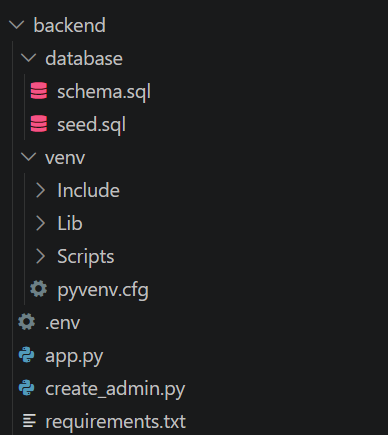 backend
database
schema.sql
seed.sql
venv
Include
Lib
Scripts
pyvenv.cfg
.env
app.py
create_admin.py
requirements.txt